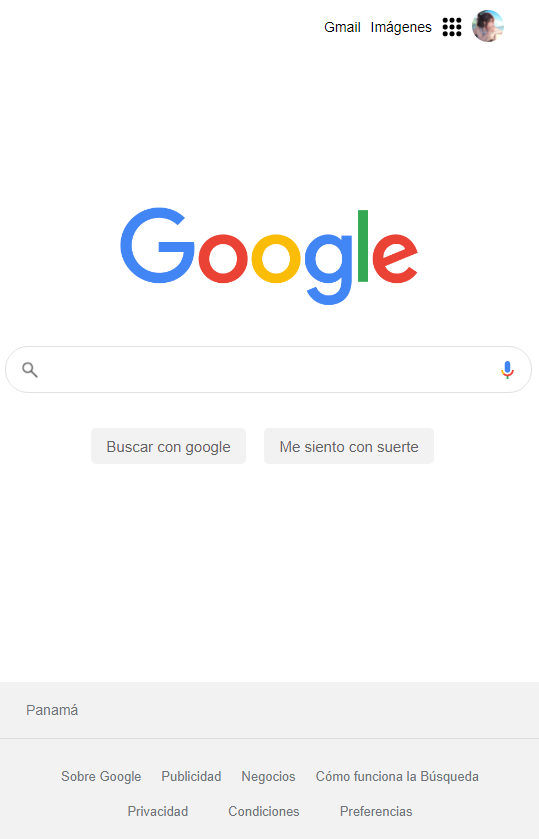 Gmail Imágenes
Google
Buscar con google Me siento con suerte
Panamá
Sobre Google Publicidad Negocios Cómo funciona la Búsqueda
Privacidad Condiciones Preferencias